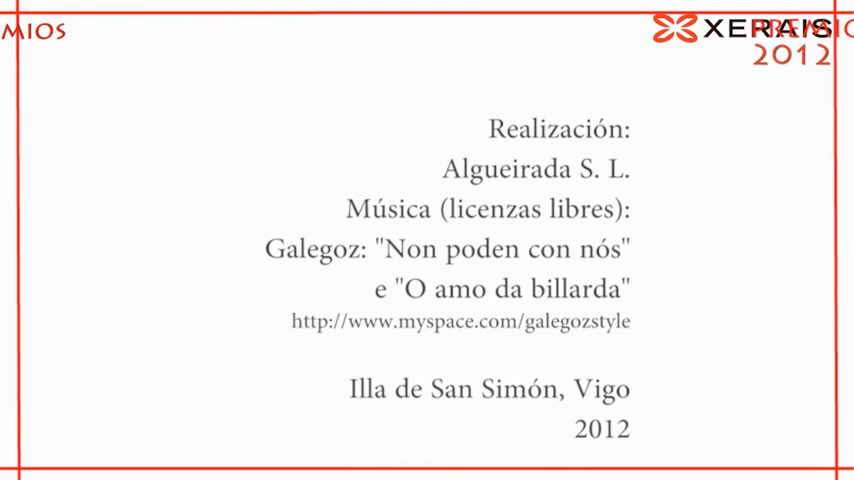 MIOS
XERAIS
PREMIO
2012
Realización:
Algueirada S. L.
Música (licenzas libres):
Galegoz: "Non poden con nós"
e "O amo da billarda"
http://www.myspace.com/galegozstyle
Illa de San Simón, Vigo
2012